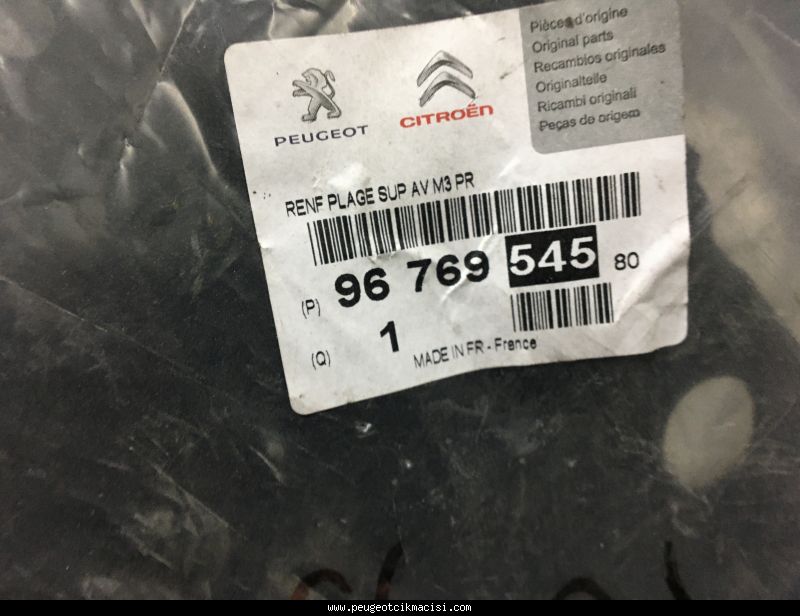 PEUGEOT
CITROËN
Pièces d'origine
Original parts
Recambios originales
Originalteile
Ricambi originali
Peças de origem
RENF PLAGE SUP AV M3 PR
(P) 96 769 545 80
(Q) 1
MADE IN FR - France
www.peugeotcikmacisi.com